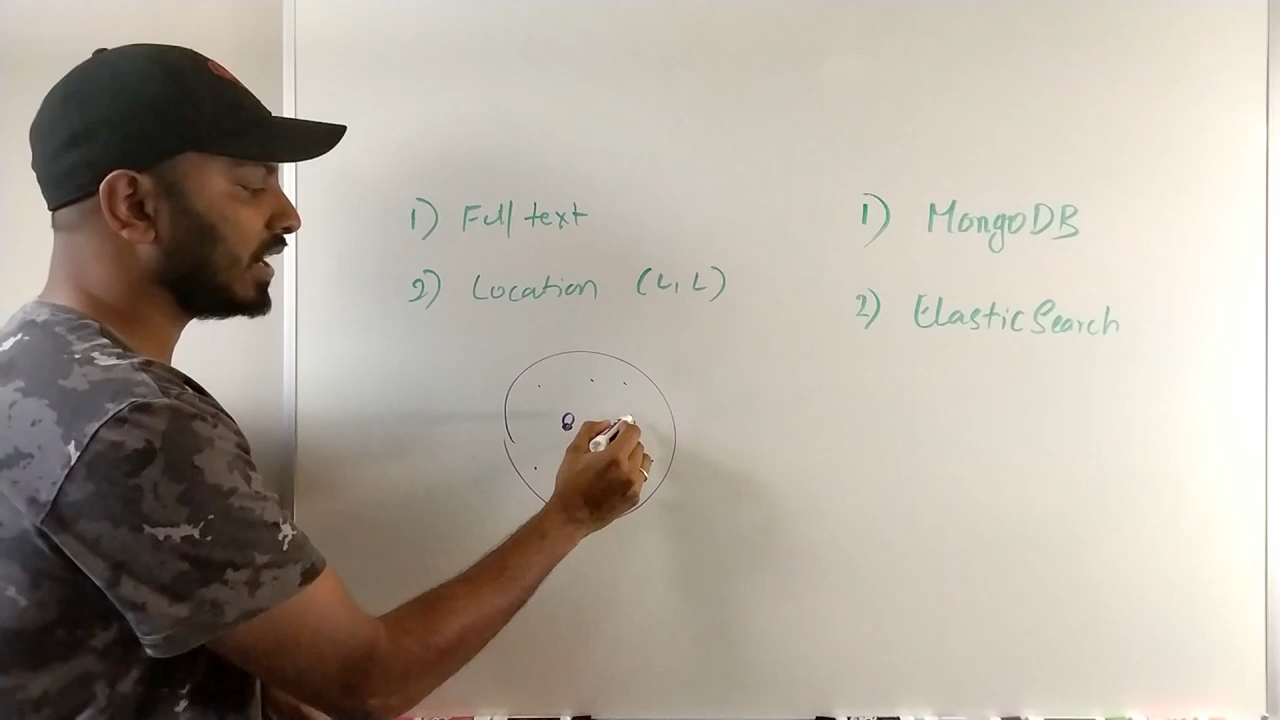 1) Full text
2) Location (L, L)
1) MongoDB
2) ElasticSearch